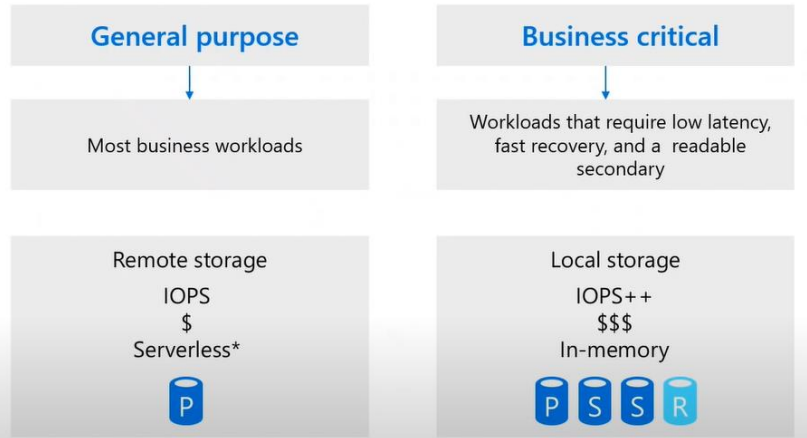 General purpose
Most business workloads
Remote storage
IOPS
$
Serverless*
P
Business critical
Workloads that require low latency,
fast recovery, and a readable
secondary
Local storage
IOPS++
$$$
In-memory
P S S R